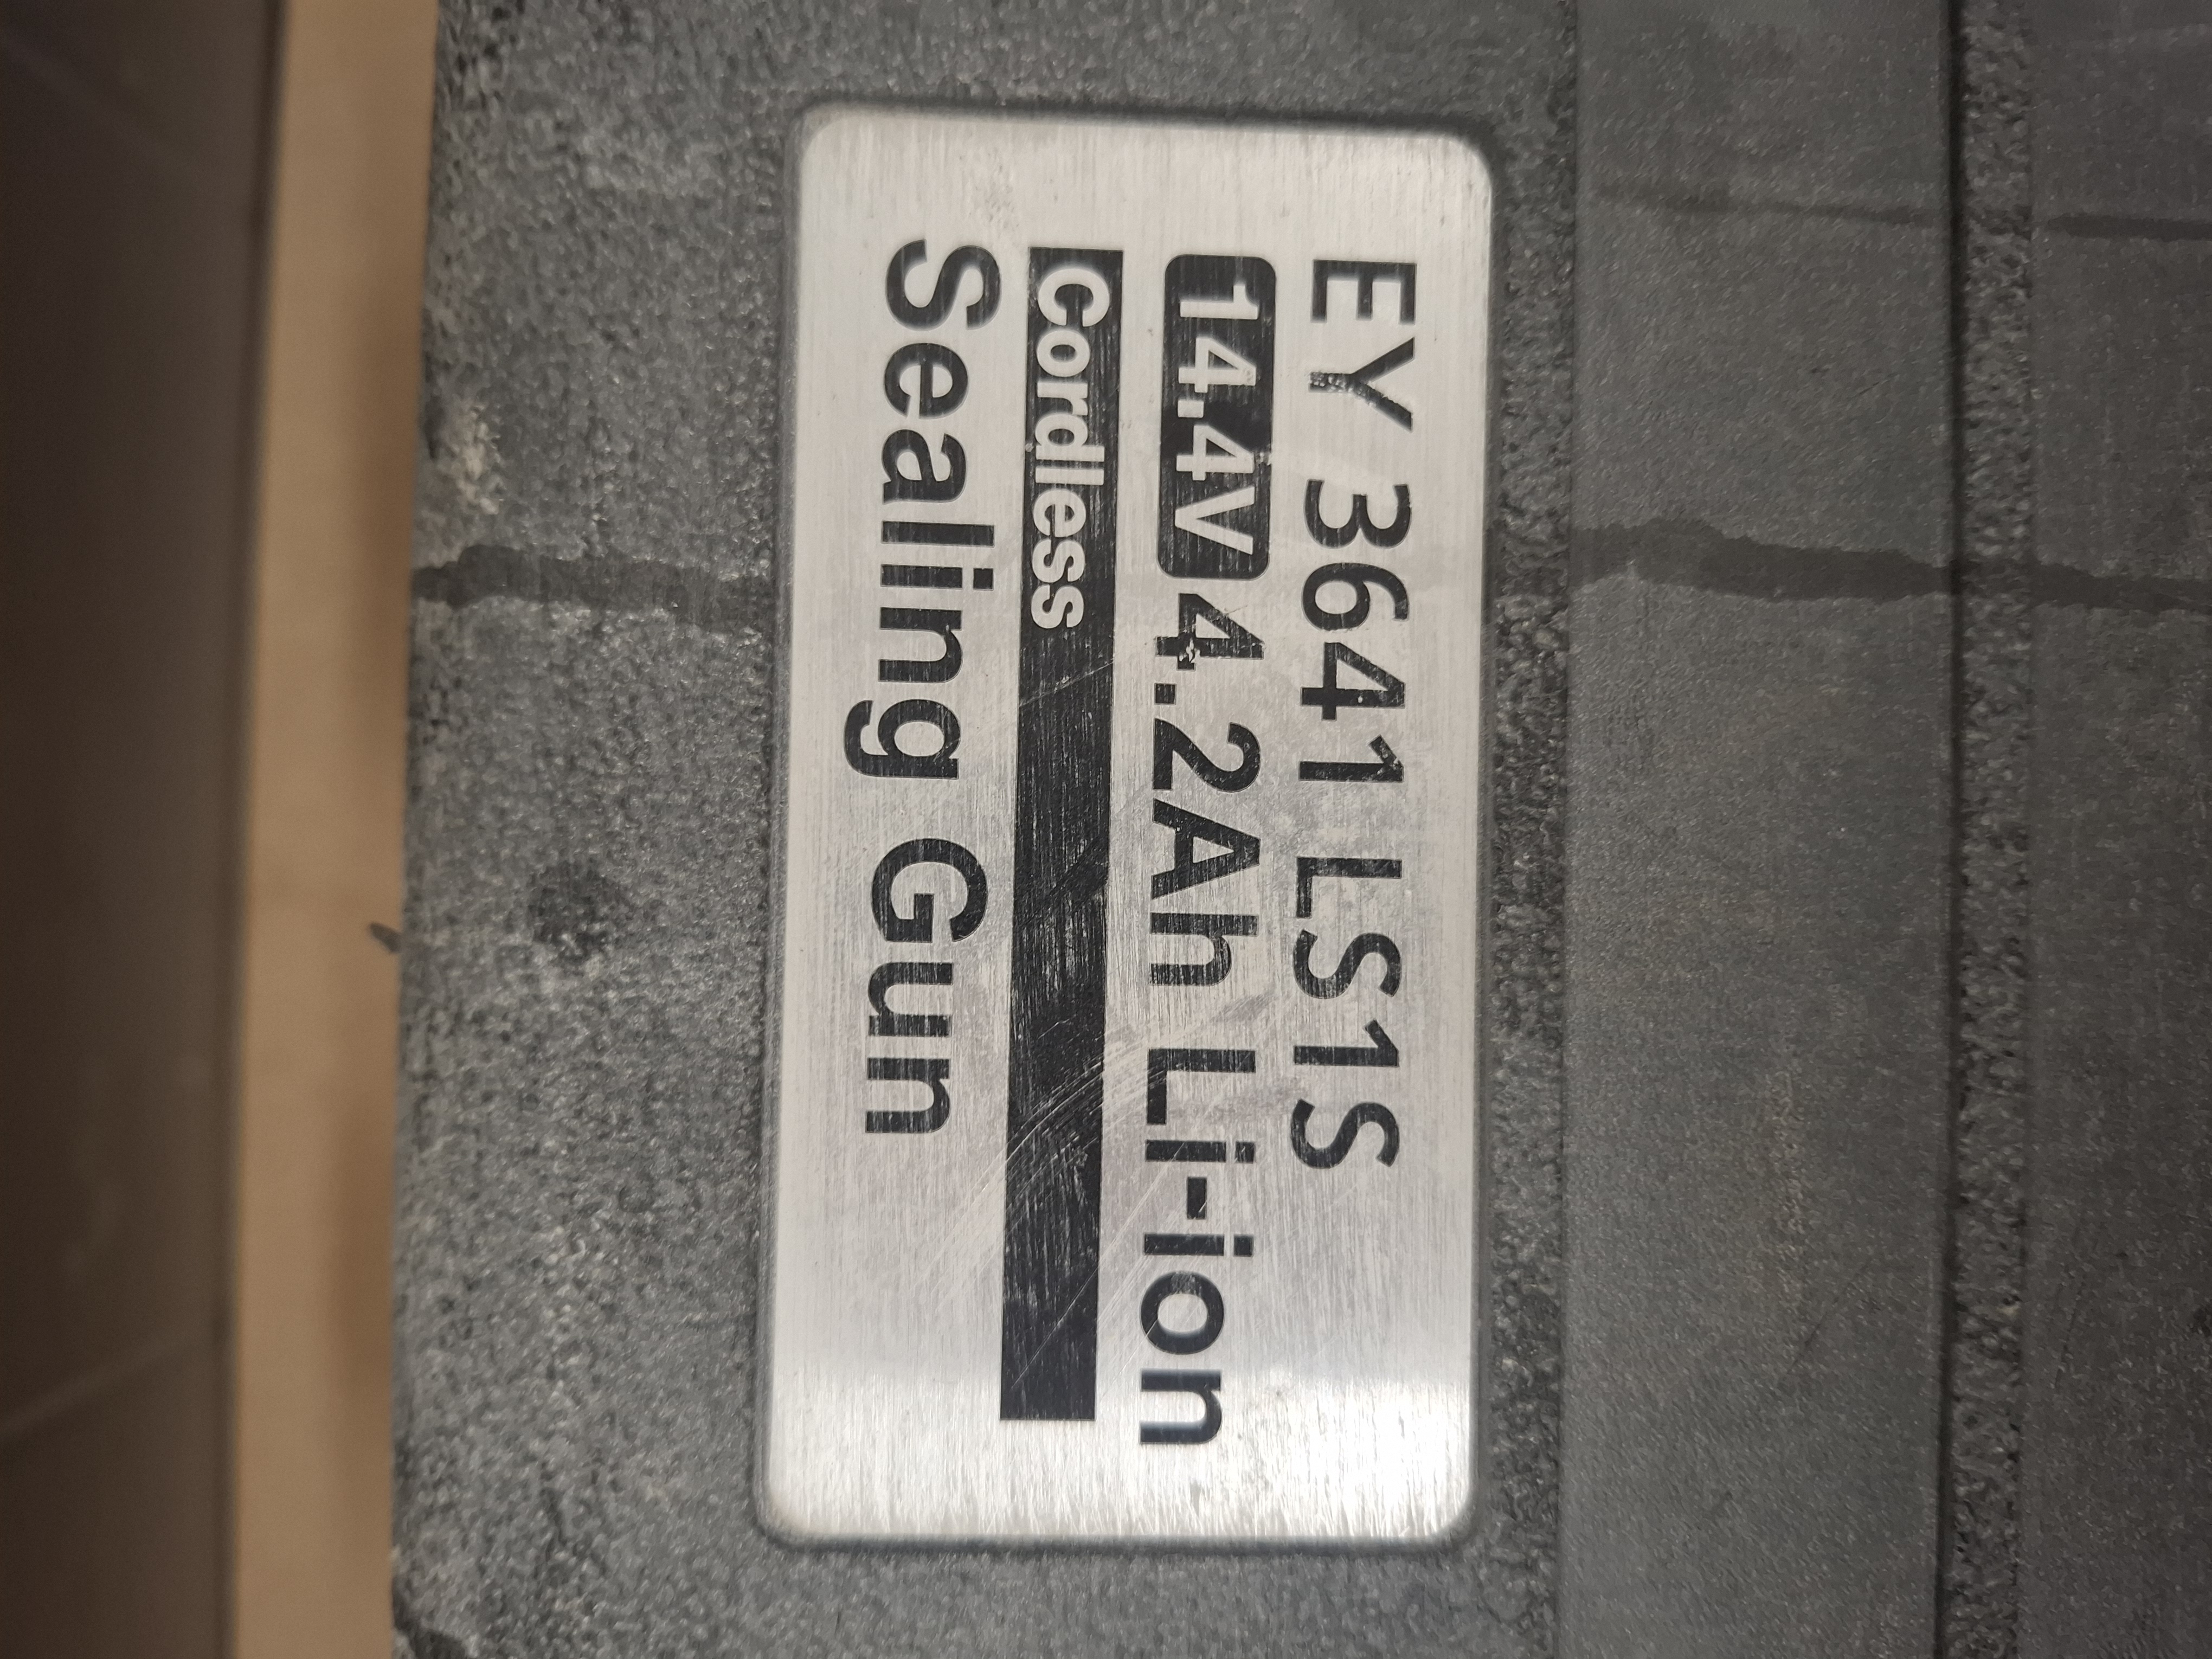 EY 3641 LS1S
14.4V 4.2Ah Li-ion
Cordless
Sealing Gun